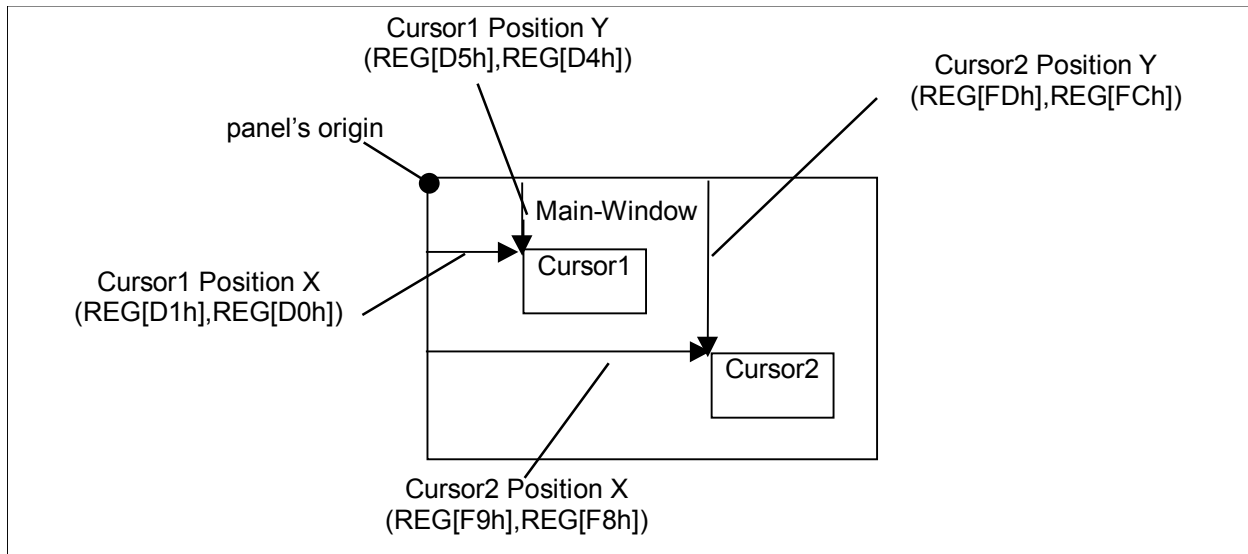 Cursor1 Position Y
(REG[D5h],REG[D4h])
Cursor2 Position Y
(REG[FDh],REG[FCh])
panel's origin
Main-Window
Cursor1
Cursor1 Position X
(REG[D1h],REG[D0h])
Cursor2
Cursor2 Position X
(REG[F9h],REG[F8h])